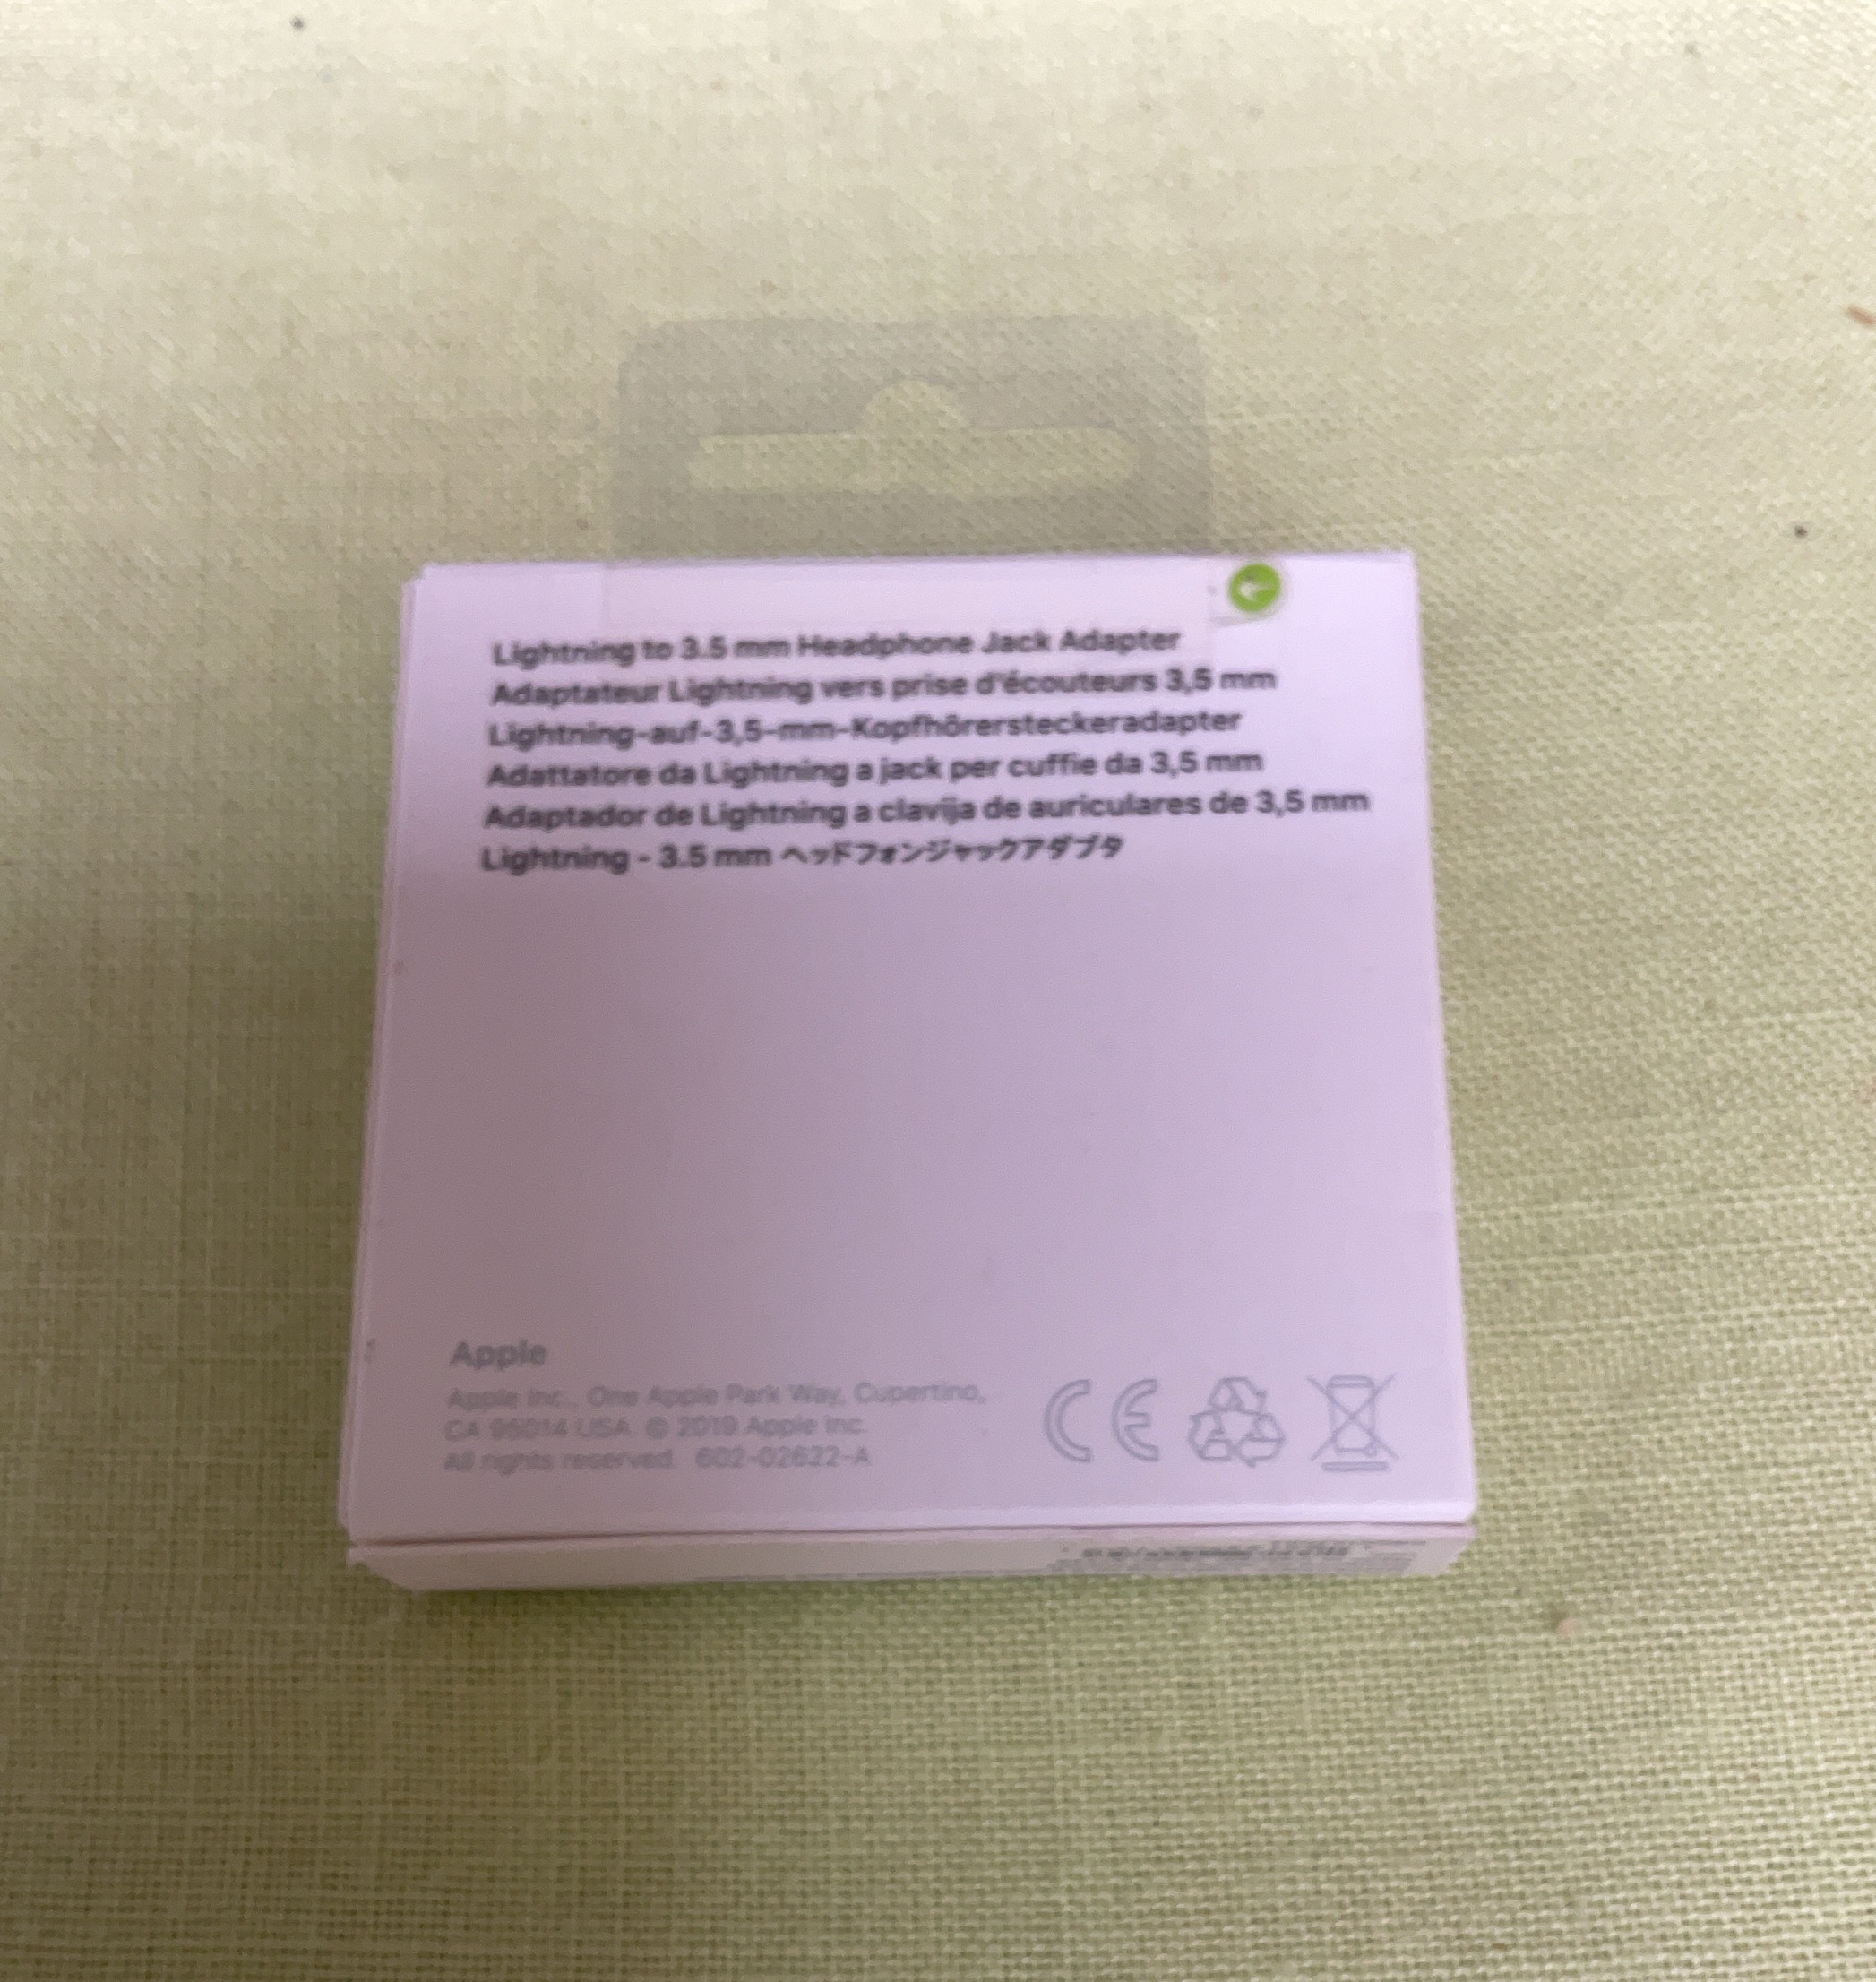 Lightning to 3.5 mm Headphone Jack Adapter
Adaptateur Lightning vers prise d'écouteurs 3,5 mm
Lightning-auf-3,5-mm-Kopfhörersteckeradapter
Adattatore da Lightning a jack per cuffie da 3,5 mm
Adaptador de Lightning a clavija de auriculares de 3,5 mm
Lightning - 3.5 mm ヘッドフォンジャックアダプタ
Apple
Apple Inc., One Apple Park Way, Cupertino,
CA 95014 USA. © 2019 Apple Inc.
All rights reserved. 602-02622-A
CE